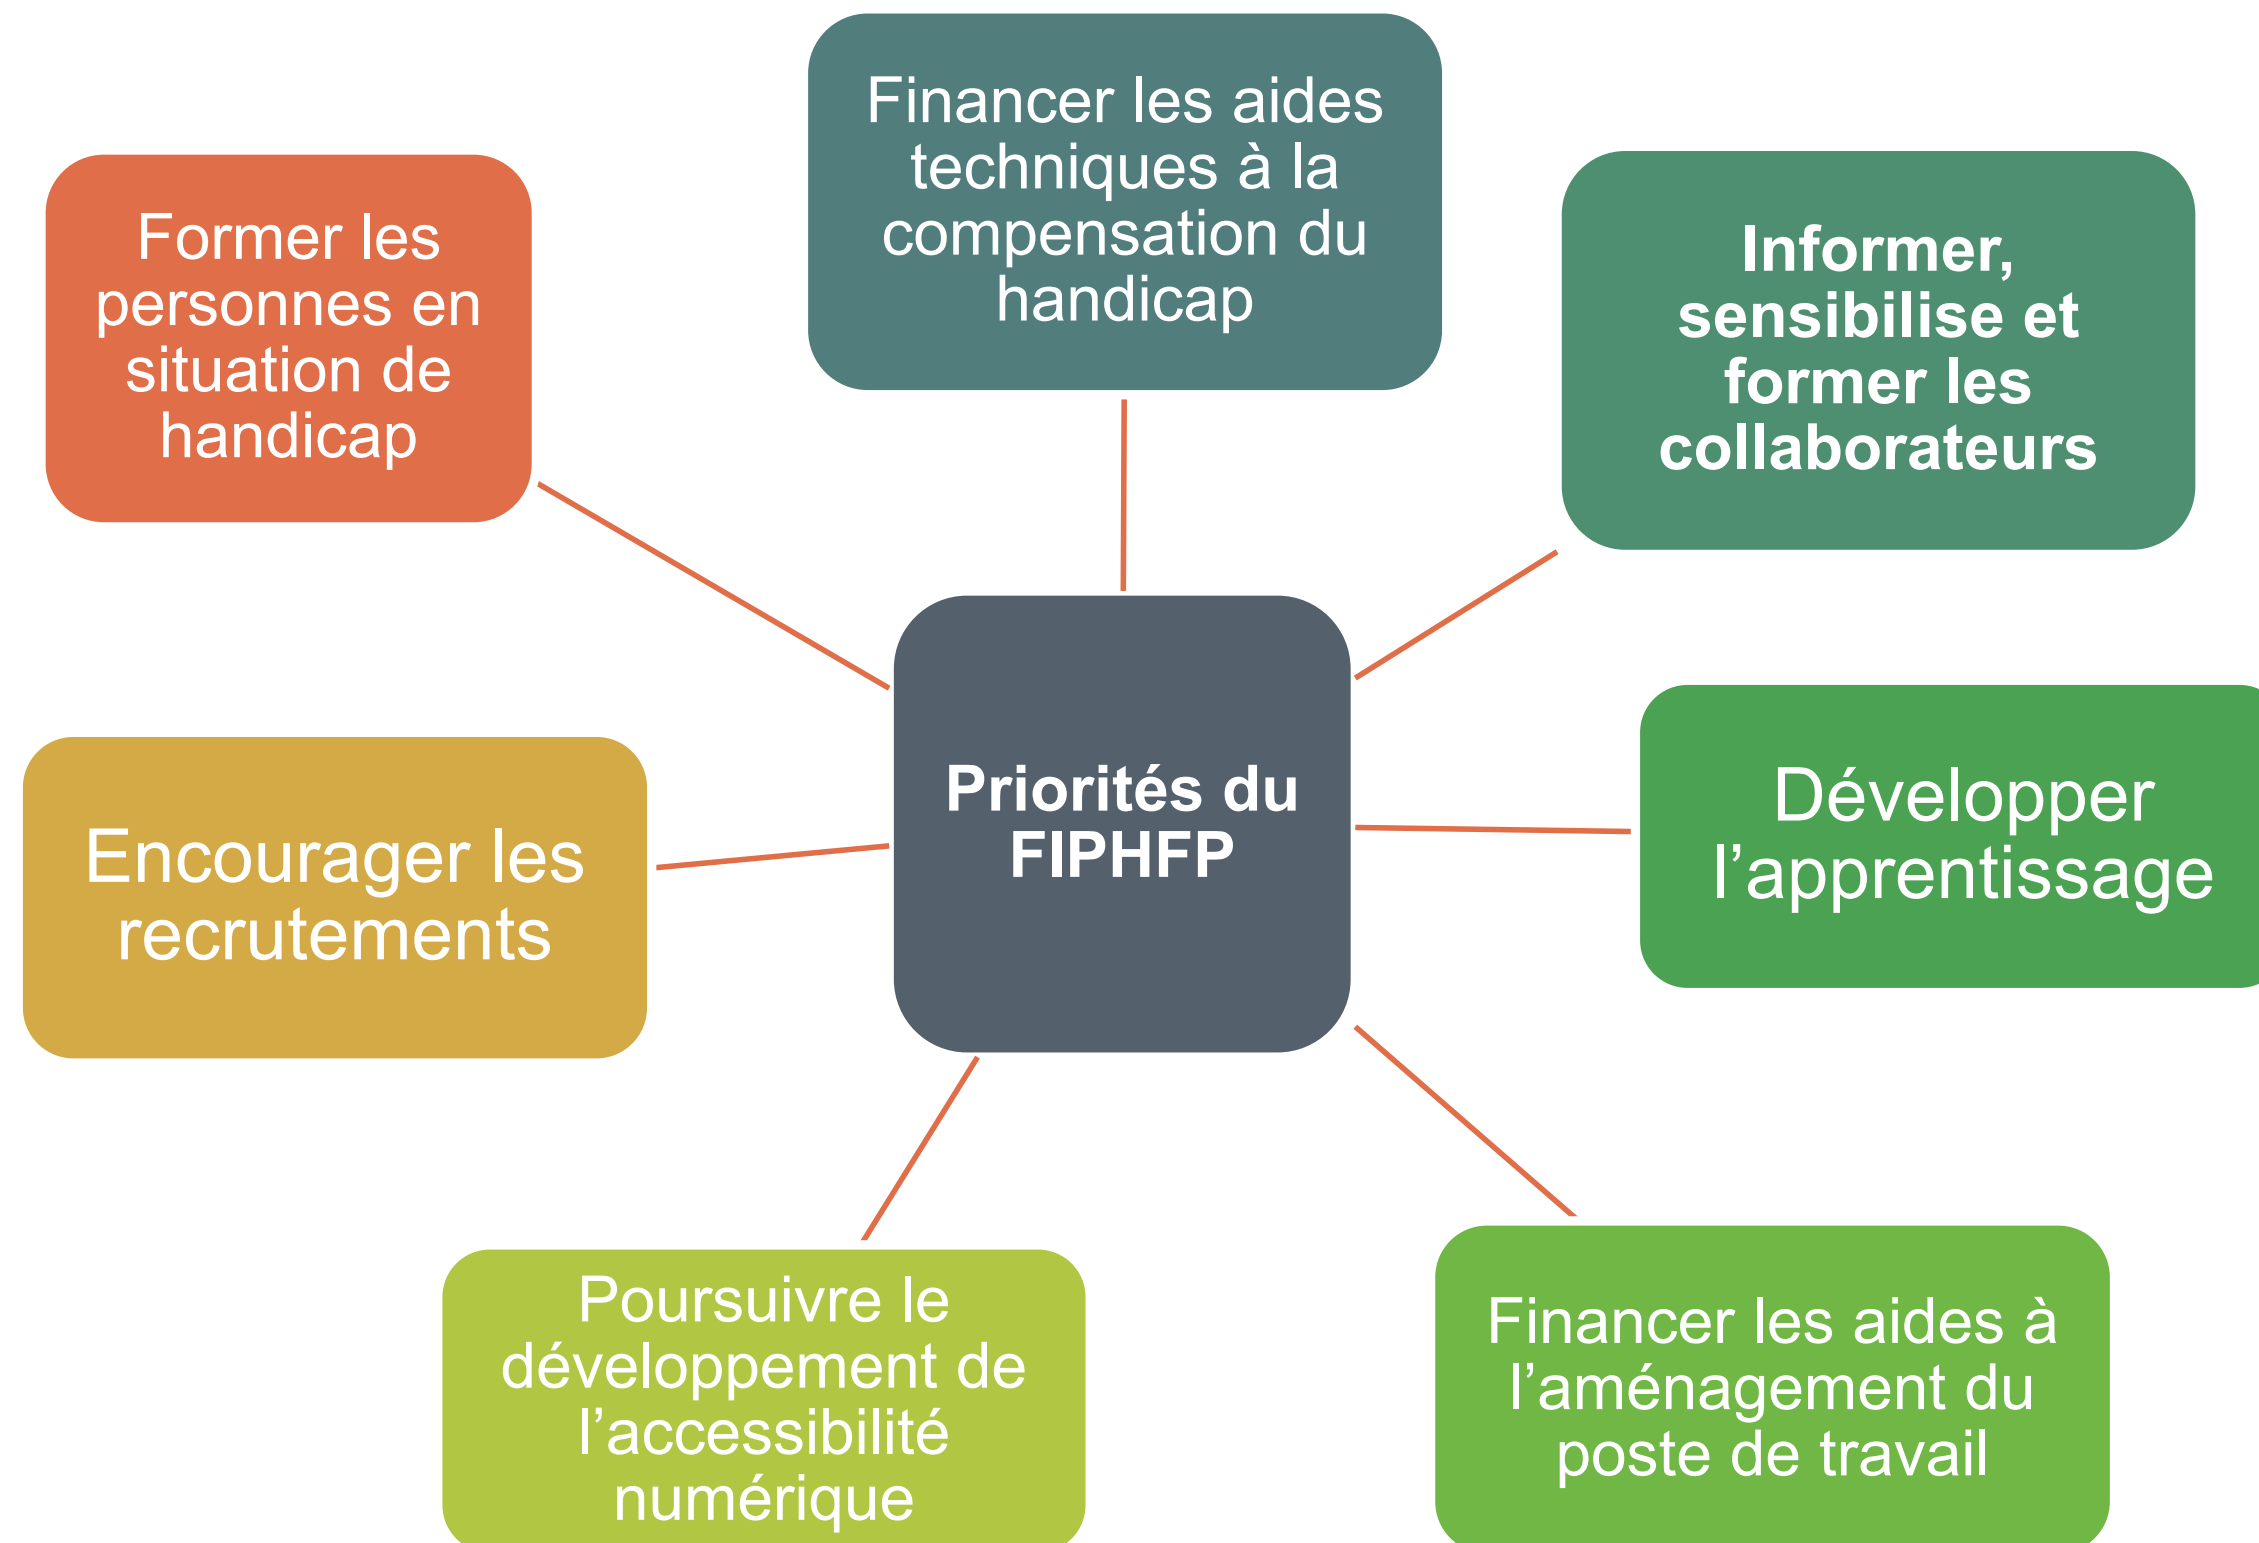 Financer les aides
techniques à la
compensation du
handicap
Informer,
sensibilise et
former les
collaborateurs
Développer
l’apprentissage
Financer les aides à
l’aménagement du
poste de travail
Poursuivre le
développement de
l’accessibilité
numérique
Encourager les
recrutements
Former les
personnes en
situation de
handicap
Priorités du
FIPHFP